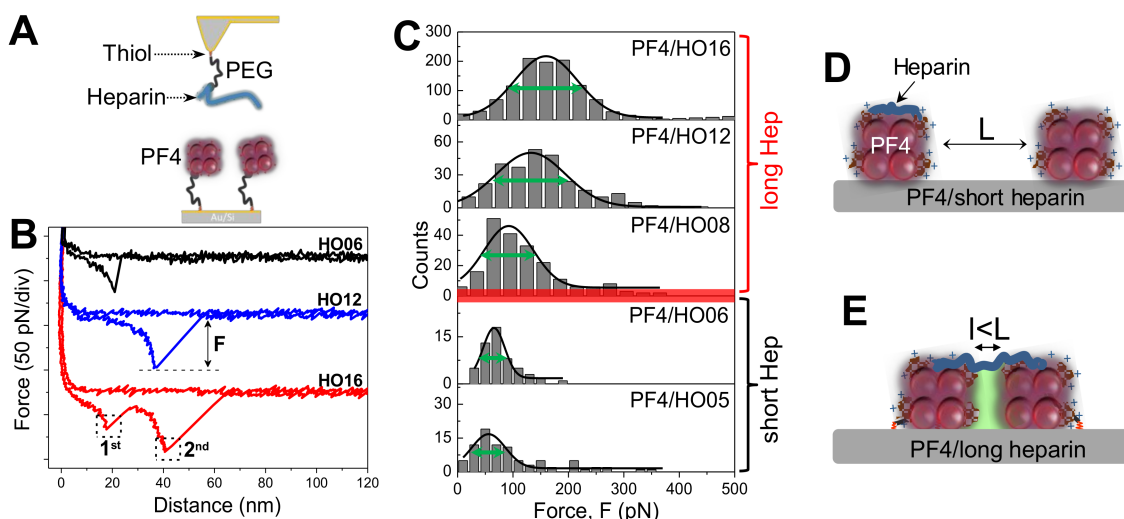 A
Thiol
PEG
Heparin
PF4
Au/Si
B
Force (50 pN/div)
HO06
HO12
F
HO16
1st
2nd
0 20 40 60 80 100 120
Distance (nm)
C
Counts
300
200
100
0
PF4/HO16
60
30
0
PF4/HO12
40
20
0
PF4/HO08
15
0
PF4/HO06
30
15
0
PF4/HO05
0 100 200 300 400 500
Force, F (pN)
long Hep
short Hep
D
Heparin
PF4
L
PF4/short heparin
E
l<L
PF4/long heparin